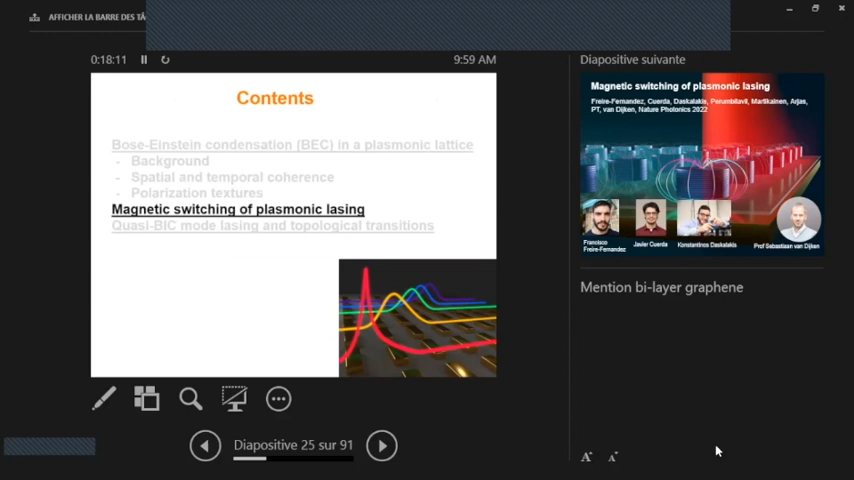 AFFICHER LA BARRE DES TÂ
0:18:11
9:59 AM
Contents
Bose-Einstein condensation (BEC) in a plasmonic lattice
- Background
- Spatial and temporal coherence
- Polarization textures
Magnetic switching of plasmonic lasing
Quasi-BIC mode lasing and topological transitions
Diapositive 25 sur 91
Diapositive suivante
Magnetic switching of plasmonic lasing
Freire-Fernandez, Cuerda, Daskalakis, Perumbilavil, Martikainen, Arjas,
PT, van Dijken, Nature Photonics 2022
Francisco
Freire-Fernandez
Javier Cuerda
Konstantinos Daskalakis
Prof Sebastiaan van Dijken
Mention bi-layer graphene
A A